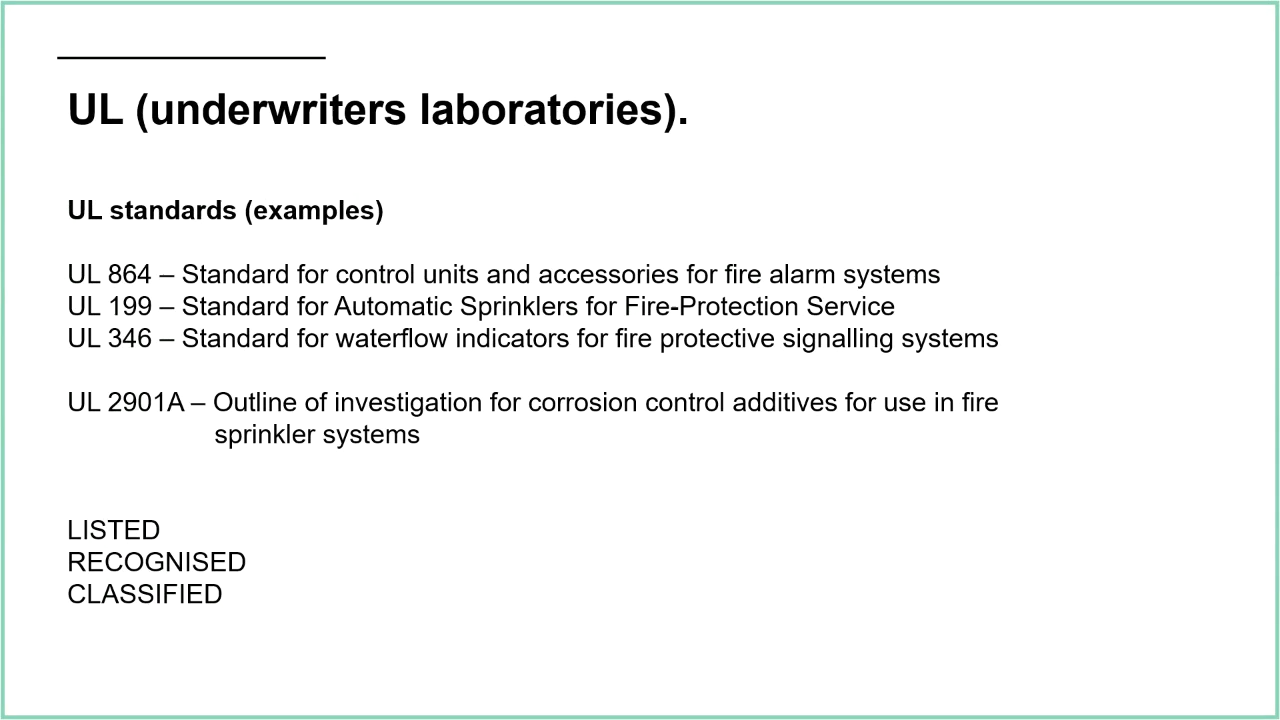 UL (underwriters laboratories).
UL standards (examples)
UL 864 – Standard for control units and accessories for fire alarm systems
UL 199 – Standard for Automatic Sprinklers for Fire-Protection Service
UL 346 – Standard for waterflow indicators for fire protective signalling systems
UL 2901A – Outline of investigation for corrosion control additives for use in fire
sprinkler systems
LISTED
RECOGNISED
CLASSIFIED